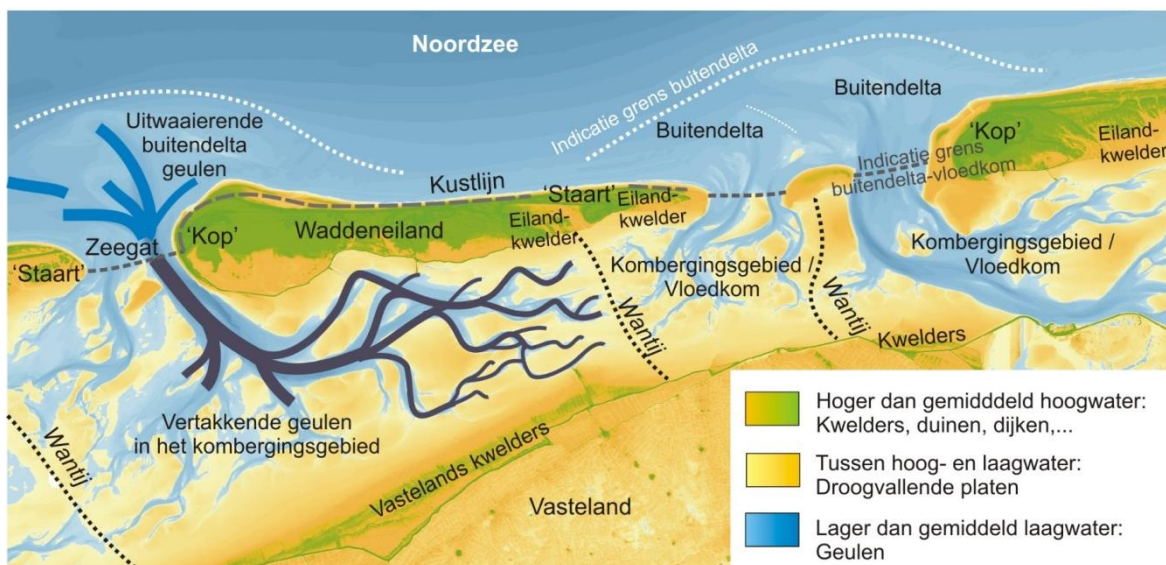 Noordzee
Indicatie grens buitendelta
Buitendelta
Uitwaaierende
buitendelta
geulen
Buitendelta
'Kop'
Eiland-
kwelder
Indicatie grens
buitendelta-vloedkom
Kustlijn
'Staart'
Eiland-
kwelder
Zeegat
'Kop'
Waddeneiland
Eiland-
kwelder
'Staart'
Kombergingsgebied /
Vloedkom
Kombergingsgebied /
Vloedkom
Wantij
Wantij
Kwelders
Vertakkende geulen
in het kombergingsgebied
Wantij
Vastelands kwelders
Vasteland
Hoger dan gemidddeld hoogwater:
Kwelders, duinen, dijken,...
Tussen hoog- en laagwater:
Droogvallende platen
Lager dan gemiddeld laagwater:
Geulen